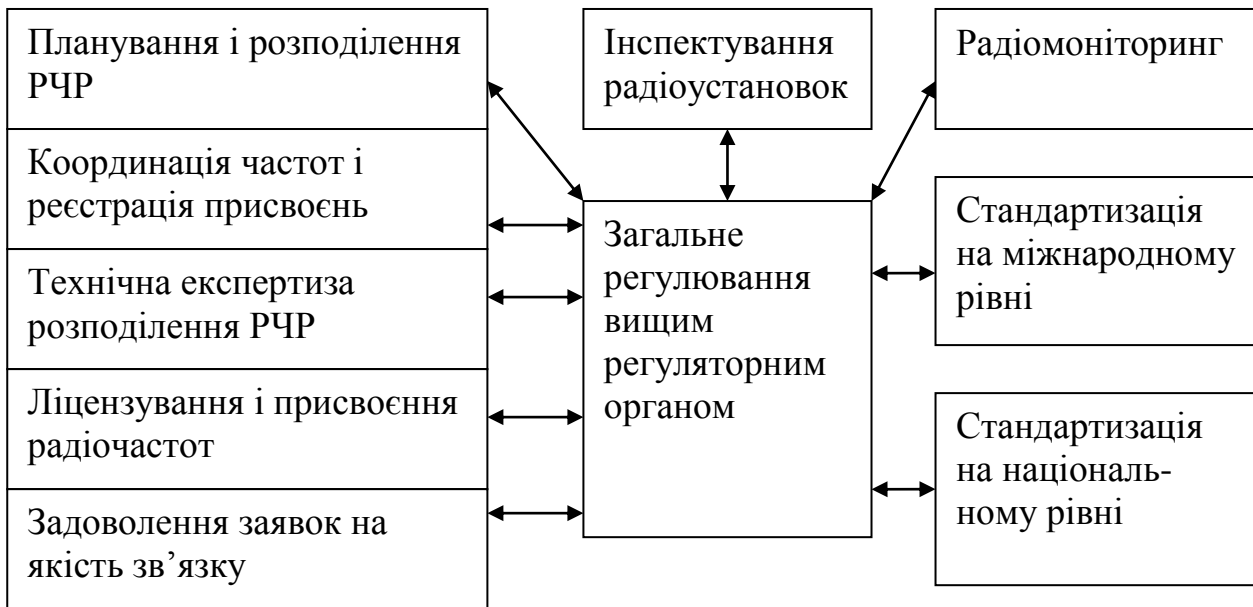 Планування і розподілення
РЧР
Координація частот і
реєстрація присвоєнь
Технічна експертиза
розподілення РЧР
Ліцензування і присвоєння
радіочастот
Задоволення заявок на
якість зв’язку
Інспектування
радіоустановок
Загальне
регулювання
вищим
регуляторним
органом
Радіомоніторинг
Стандартизація
на міжнародному
рівні
Стандартизація
на національ-
ному рівні